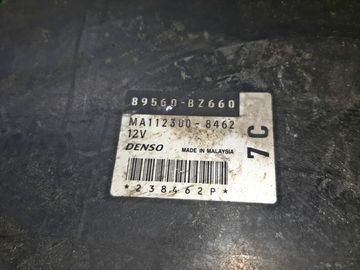 89560-BZ660
MA112300-8462
12V
DENSO MADE IN MALAYSIA
7C
*238462P*